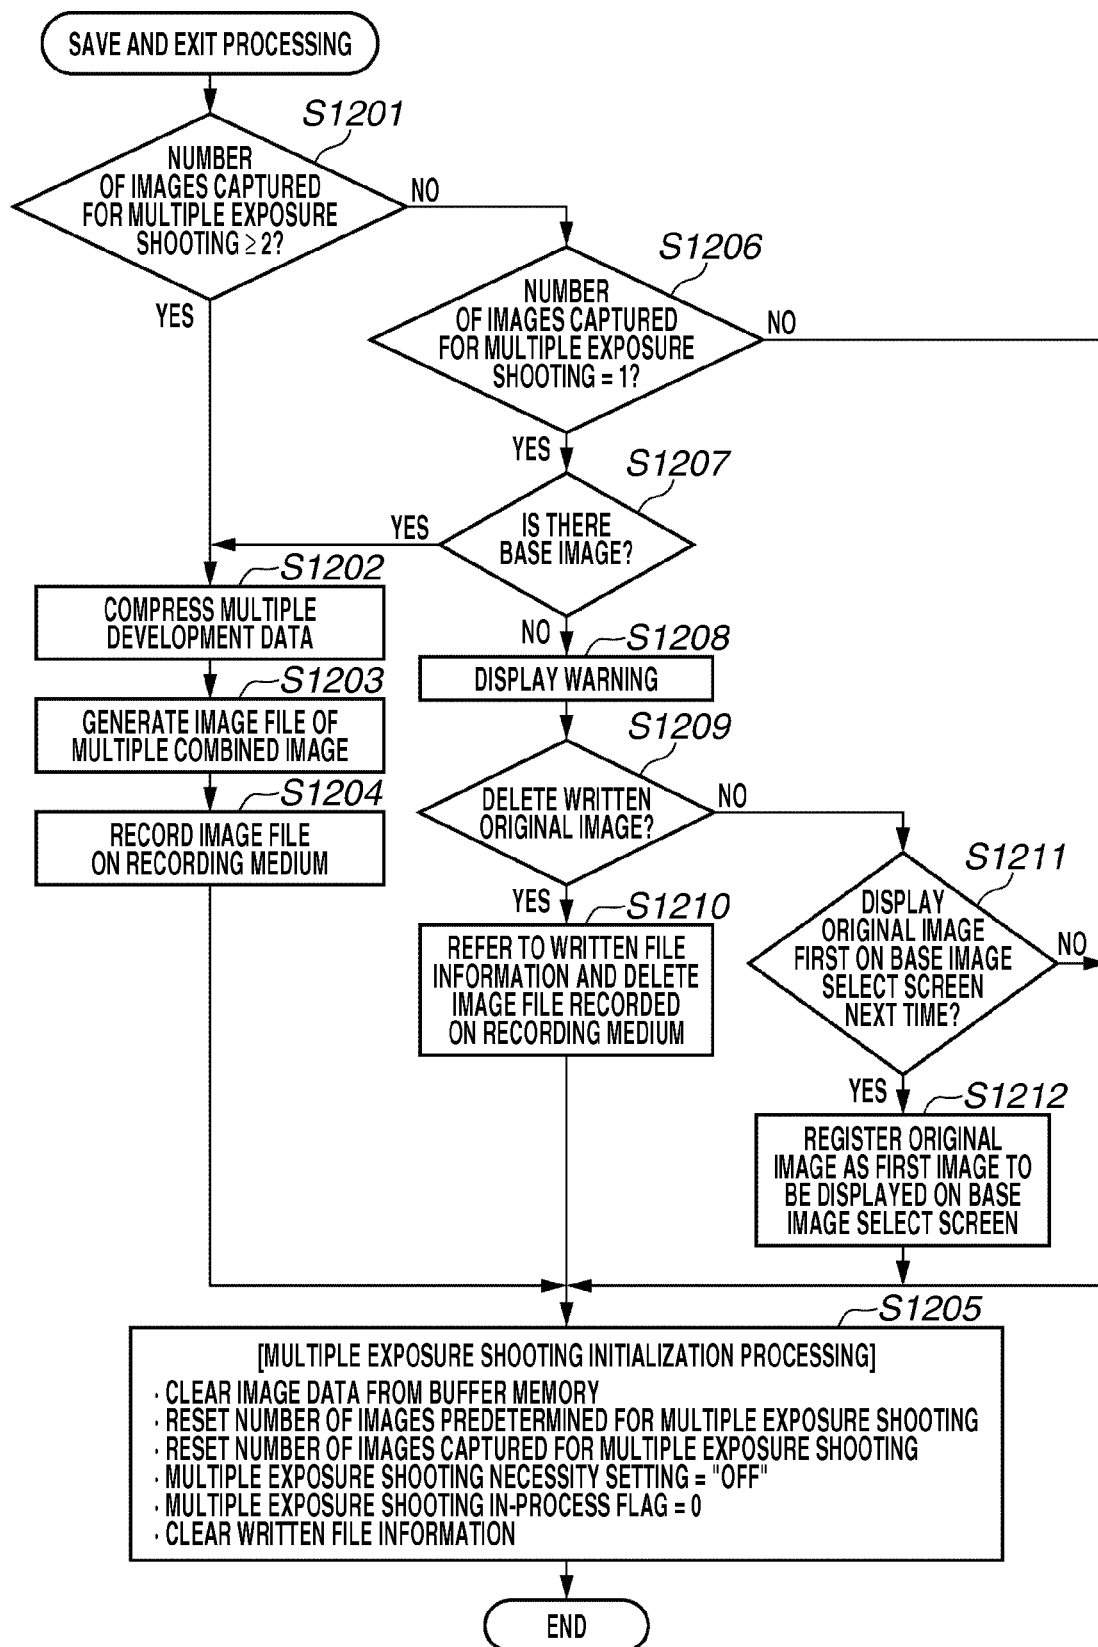 SAVE AND EXIT PROCESSING
S1201
NUMBER
OF IMAGES CAPTURED
FOR MULTIPLE EXPOSURE
SHOOTING ≥ 2?
NO
YES
S1206
NUMBER
OF IMAGES CAPTURED
FOR MULTIPLE EXPOSURE
SHOOTING = 1?
NO
YES
S1207
IS THERE
BASE IMAGE?
YES
NO
S1202
COMPRESS MULTIPLE
DEVELOPMENT DATA
S1203
GENERATE IMAGE FILE OF
MULTIPLE COMBINED IMAGE
S1204
RECORD IMAGE FILE
ON RECORDING MEDIUM
S1208
DISPLAY WARNING
S1209
DELETE WRITTEN
ORIGINAL IMAGE?
NO
YES
S1210
REFER TO WRITTEN FILE
INFORMATION AND DELETE
IMAGE FILE RECORDED
ON RECORDING MEDIUM
S1211
DISPLAY
ORIGINAL IMAGE
FIRST ON BASE IMAGE
SELECT SCREEN
NEXT TIME?
NO
YES
S1212
REGISTER ORIGINAL
IMAGE AS FIRST IMAGE TO
BE DISPLAYED ON BASE
IMAGE SELECT SCREEN
S1205
[MULTIPLE EXPOSURE SHOOTING INITIALIZATION PROCESSING]
· CLEAR IMAGE DATA FROM BUFFER MEMORY
· RESET NUMBER OF IMAGES PREDETERMINED FOR MULTIPLE EXPOSURE SHOOTING
· RESET NUMBER OF IMAGES CAPTURED FOR MULTIPLE EXPOSURE SHOOTING
· MULTIPLE EXPOSURE SHOOTING NECESSITY SETTING = "OFF"
· MULTIPLE EXPOSURE SHOOTING IN-PROCESS FLAG = 0
· CLEAR WRITTEN FILE INFORMATION
END